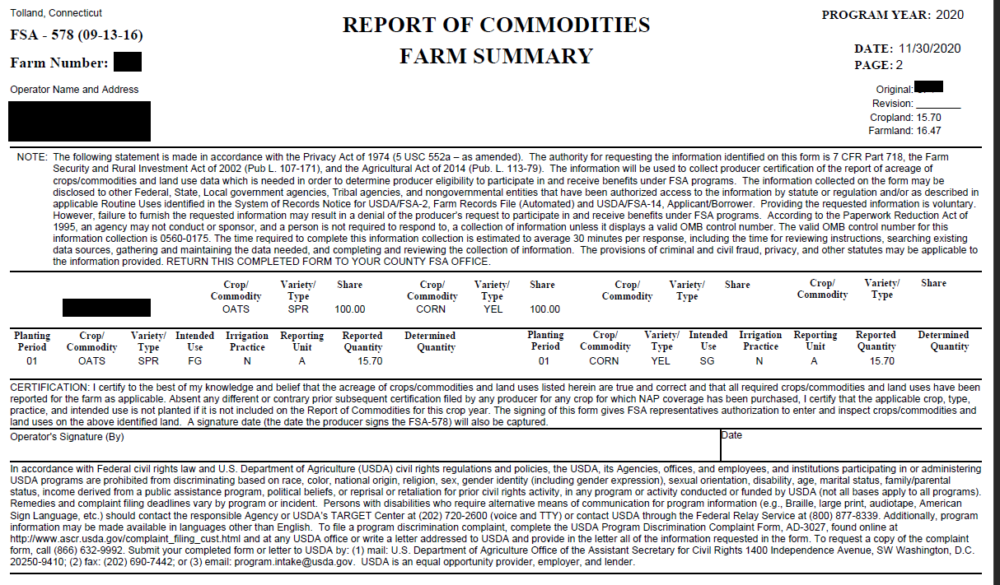 Tolland, Connecticut
FSA - 578 (09-13-16)
Farm Number:
Operator Name and Address
REPORT OF COMMODITIES
FARM SUMMARY
PROGRAM YEAR: 2020
DATE: 11/30/2020
PAGE: 2
Original:
Revision: ________
Cropland: 15.70
Farmland: 16.47
NOTE: The following statement is made in accordance with the Privacy Act of 1974 (5 USC 552a – as amended). The authority for requesting the information identified on this form is 7 CFR Part 718, the Farm
Security and Rural Investment Act of 2002 (Pub L. 107-171), and the Agricultural Act of 2014 (Pub. L. 113-79). The information will be used to collect producer certification of the report of acreage of
crops/commodities and land use data which is needed in order to determine producer eligibility to participate in and receive benefits under FSA programs. The information collected on the form may be
disclosed to other Federal, State, Local government agencies, Tribal agencies, and nongovernmental entities that have been authorized access to the information by statute or regulation and/or as described in
applicable Routine Uses identified in the System of Records Notice for USDA/FSA-2, Farm Records File (Automated) and USDA/FSA-14, Applicant/Borrower. Providing the requested information is voluntary.
However, failure to furnish the requested information may result in a denial of the producer's request to participate in and receive benefits under FSA programs. According to the Paperwork Reduction Act of
1995, an agency may not conduct or sponsor, and a person is not required to respond to, a collection of information unless it displays a valid OMB control number. The valid OMB control number for this
information collection is 0560-0175. The time required to complete this information collection is estimated to average 30 minutes per response, including the time for reviewing instructions, searching existing
data sources, gathering and maintaining the data needed, and completing and reviewing the collection of information. The provisions of criminal and civil fraud, privacy, and other statutes may be applicable to
the information provided. RETURN THIS COMPLETED FORM TO YOUR COUNTY FSA OFFICE.
Crop/ Variety/ Share Crop/ Variety/ Share Crop/ Variety/ Share Crop/ Variety/ Share
Commodity Type Commodity Type Commodity Type Commodity Type
OATS SPR 100.00 CORN YEL 100.00
Planting Crop/ Variety/ Intended Irrigation Reporting Reported Determined Planting Crop/ Variety/ Intended Irrigation Reporting Reported Determined
Period Commodity Type Use Practice Unit Quantity Quantity Period Commodity Type Use Practice Unit Quantity Quantity
01 OATS SPR FG N A 15.70 01 CORN YEL SG N A 15.70
CERTIFICATION: I certify to the best of my knowledge and belief that the acreage of crops/commodities and land uses listed herein are true and correct and that all required crops/commodities and land uses have been
reported for the farm as applicable. Absent any different or contrary prior subsequent certification filed by any producer for any crop for which NAP coverage has been purchased, I certify that the applicable crop, type,
practice, and intended use is not planted if it is not included on the Report of Commodities for this crop year. The signing of this form gives FSA representatives authorization to enter and inspect crops/commodities and
land uses on the above identified land. A signature date (the date the producer signs the FSA-578) will also be captured.
Operator's Signature (By) Date
In accordance with Federal civil rights law and U.S. Department of Agriculture (USDA) civil rights regulations and policies, the USDA, its Agencies, offices, and employees, and institutions participating in or administering
USDA programs are prohibited from discriminating based on race, color, national origin, religion, sex, gender identity (including gender expression), sexual orientation, disability, age, marital status, family/parental
status, income derived from a public assistance program, political beliefs, or reprisal or retaliation for prior civil rights activity, in any program or activity conducted or funded by USDA (not all bases apply to all programs).
Remedies and complaint filing deadlines vary by program or incident. Persons with disabilities who require alternative means of communication for program information (e.g., Braille, large print, audiotape, American
Sign Language, etc.) should contact the responsible Agency or USDA's TARGET Center at (202) 720-2600 (voice and TTY) or contact USDA through the Federal Relay Service at (800) 877-8339. Additionally, program
information may be made available in languages other than English. To file a program discrimination complaint, complete the USDA Program Discrimination Complaint Form, AD-3027, found online at
http://www.ascr.usda.gov/complaint_filing_cust.html and at any USDA office or write a letter addressed to USDA and provide in the letter all of the information requested in the form. To request a copy of the complaint
form, call (866) 632-9992. Submit your completed form or letter to USDA by: (1) mail: U.S. Department of Agriculture Office of the Assistant Secretary for Civil Rights 1400 Independence Avenue, SW Washington, D.C.
20250-9410; (2) fax: (202) 690-7442; or (3) email: program.intake@usda.gov. USDA is an equal opportunity provider, employer, and lender.